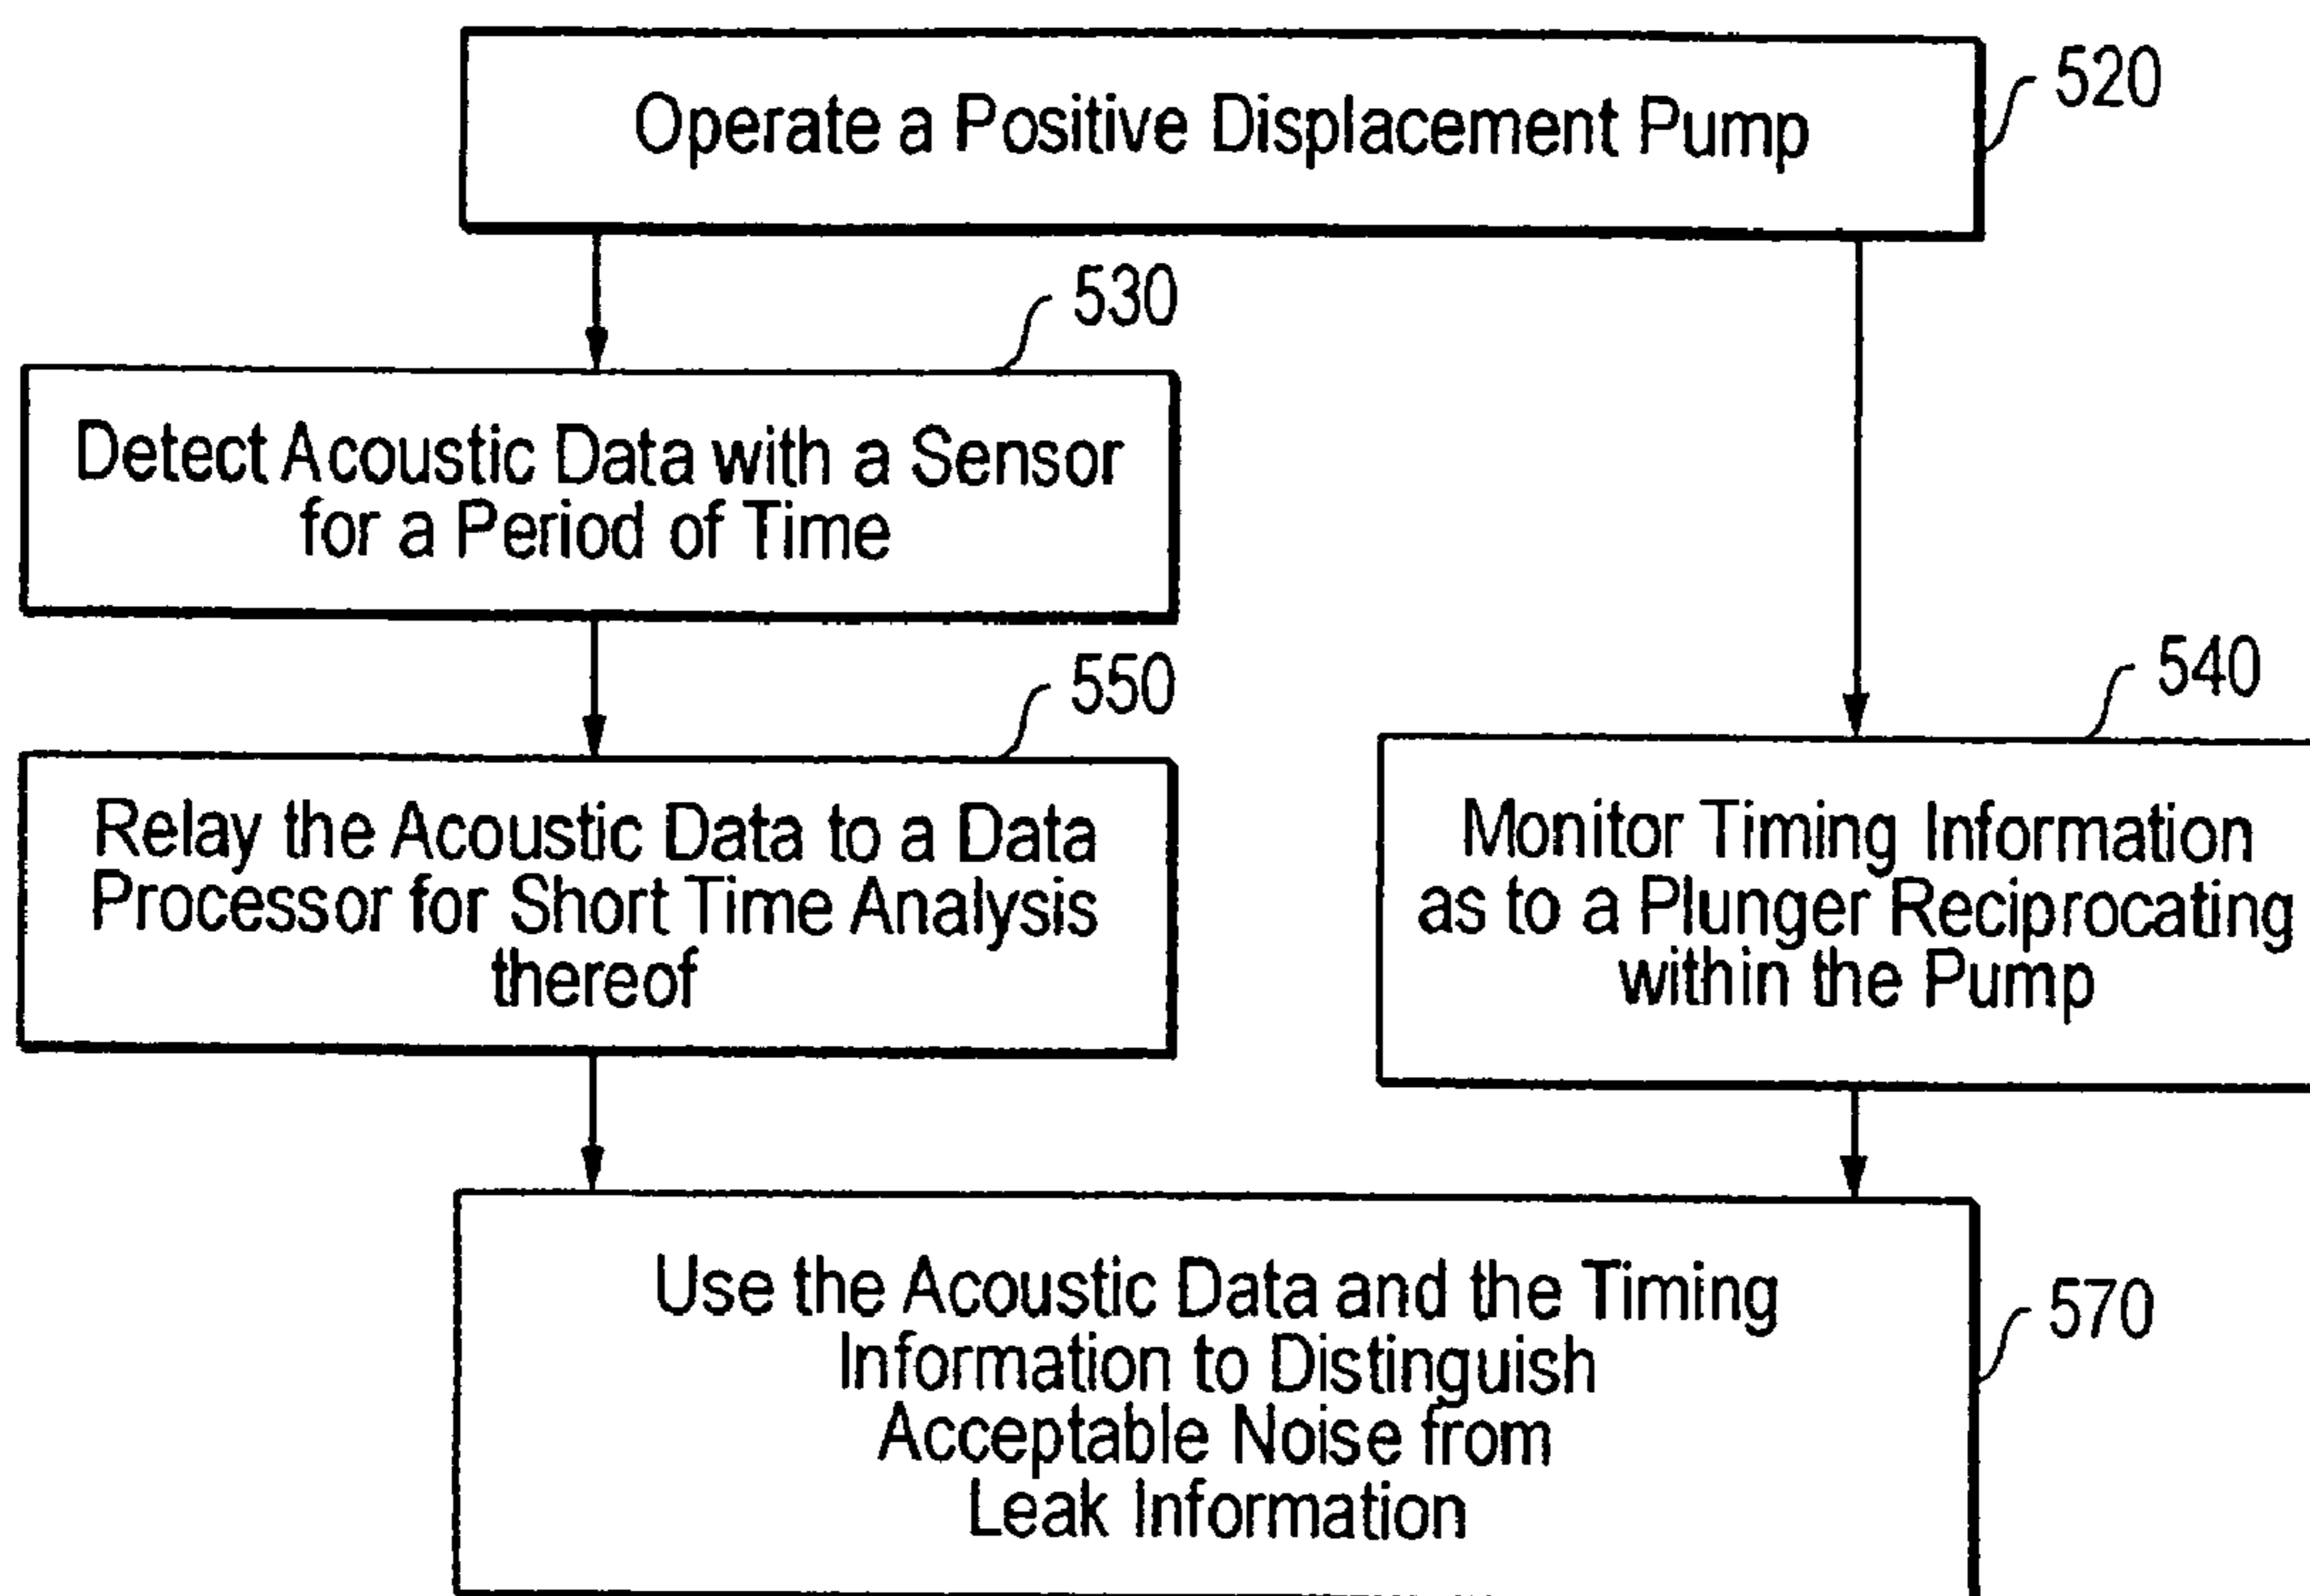 Operate a Positive Displacement Pump
520
530
Detect Acoustic Data with a Sensor
for a Period of Time
550
Relay the Acoustic Data to a Data
Processor for Short Time Analysis
thereof
540
Monitor Timing Information
as to a Plunger Reciprocating
within the Pump
Use the Acoustic Data and the Timing
Information to Distinguish
Acceptable Noise from
Leak Information
570